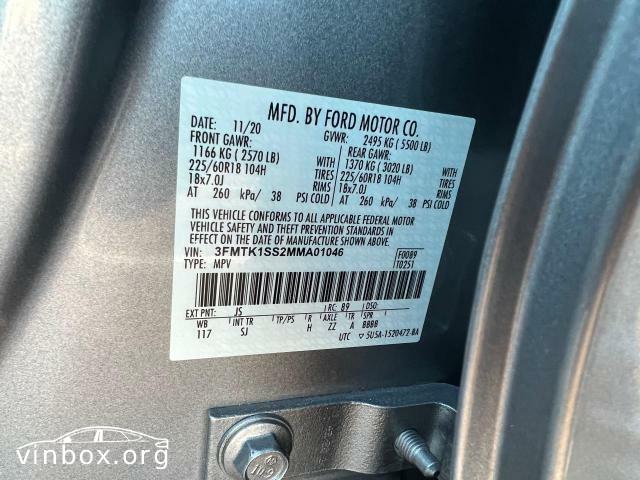 MFD. BY FORD MOTOR CO.
DATE: 11/20 GVWR: 2495 KG (5500 LB)
FRONT GAWR: REAR GAWR:
1166 KG (2570 LB) WITH 1370 KG (3020 LB) WITH
225/60R18 104H TIRES 225/60R18 104H TIRES
18x7.0J RIMS 18x7.0J RIMS
AT 260 kPa/ 38 PSI COLD AT 260 kPa/ 38 PSI COLD
THIS VEHICLE CONFORMS TO ALL APPLICABLE FEDERAL MOTOR
VEHICLE SAFETY AND THEFT PREVENTION STANDARDS IN
EFFECT ON THE DATE OF MANUFACTURE SHOWN ABOVE.
VIN: 3FMTK1SS2MMA01046 F0089
TYPE: MPV T0251
EXT PNT: JS RC: 89 DSO:
WB INT TR TP/PS R AXLE TR SPR
117 SJ H ZZ A BBBB
UTC ▽ 5U5A-1520472-BA
10.9
vinbox.org